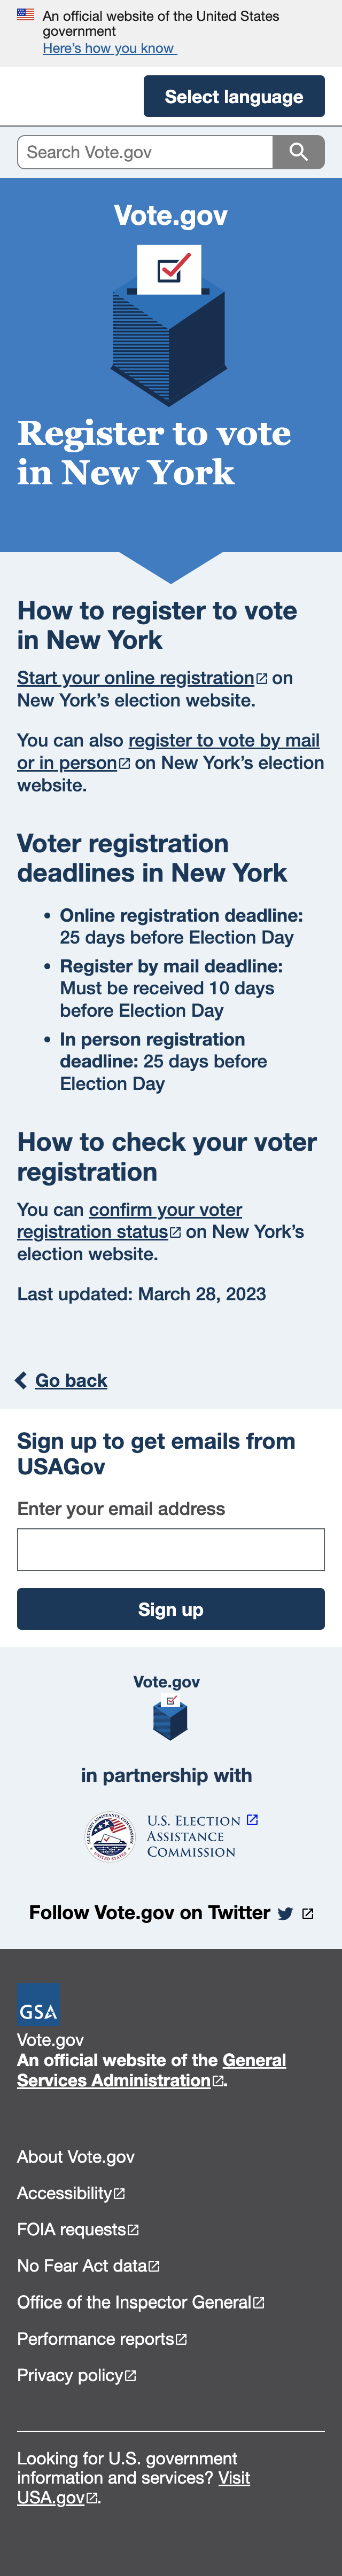 An official website of the United States
government
Here's how you know
Select language
Search Vote.gov
Vote.gov
Register to vote
in New York
How to register to vote
in New York
Start your online registration on
New York's election website.
You can also register to vote by mail
or in person on New York's election
website.
Voter registration
deadlines in New York
• Online registration deadline:
25 days before Election Day
• Register by mail deadline:
Must be received 10 days
before Election Day
• In person registration
deadline: 25 days before
Election Day
How to check your voter
registration
You can confirm your voter
registration status on New York's
election website.
Last updated: March 28, 2023
Go back
Sign up to get emails from
USAGov
Enter your email address
Sign up
Vote.gov
in partnership with
U.S. ELECTION
ASSISTANCE
COMMISSION
Follow Vote.gov on Twitter
GSA
Vote.gov
An official website of the General
Services Administration.
About Vote.gov
Accessibility
FOIA requests
No Fear Act data
Office of the Inspector General
Performance reports
Privacy policy
Looking for U.S. government
information and services? Visit
USA.gov.